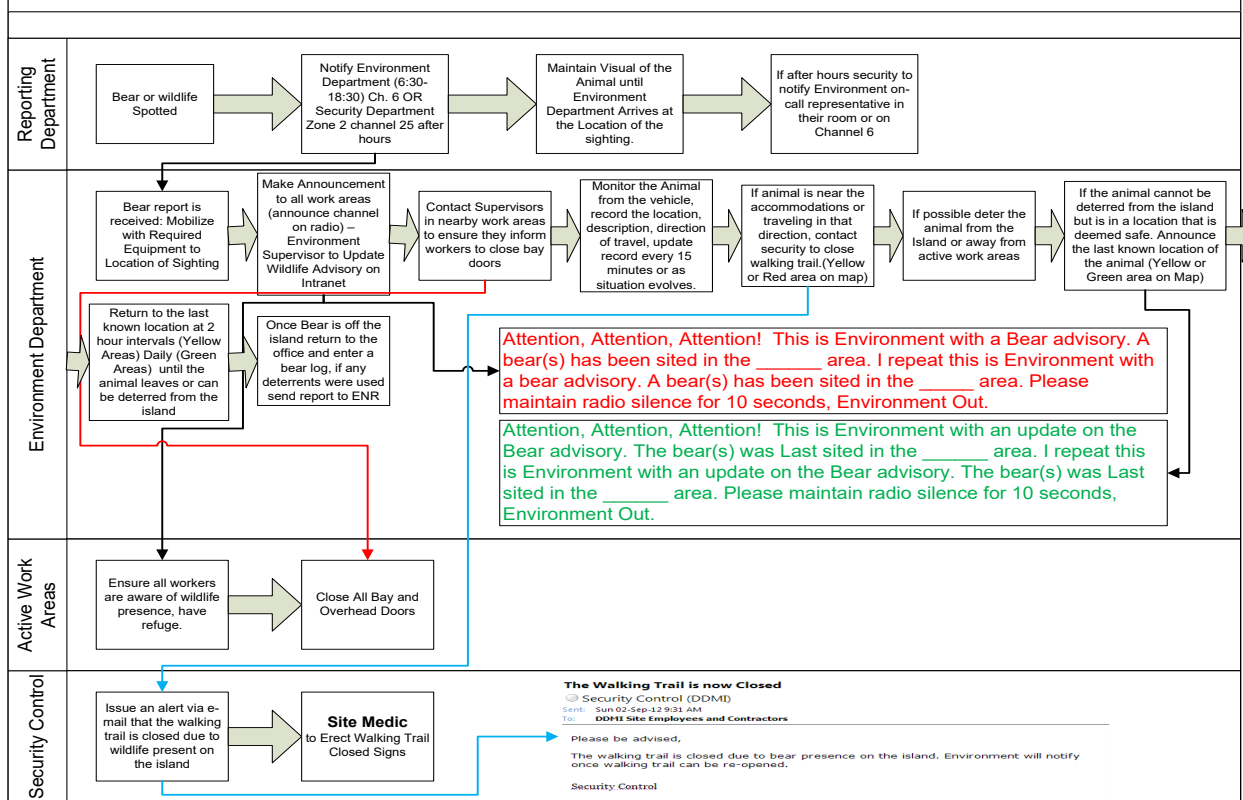 Reporting
Department
Bear or wildlife
Spotted
Notify Environment
Department (6:30-
18:30) Ch. 6 OR
Security Department
Zone 2 channel 25 after
hours
Maintain Visual of the
Animal until
Environment
Department Arrives at
the Location of the
sighting.
If after hours security to
notify Environment on-
call representative in
their room or on
Channel 6
Environment Department
Bear report is
received: Mobilize
with Required
Equipment to
Location of Sighting
Make Announcement
to all work areas
(announce channel
on radio) –
Environment
Supervisor to Update
Wildlife Advisory on
Intranet
Contact Supervisors
in nearby work areas
to ensure they inform
workers to close bay
doors
Monitor the Animal
from the vehicle,
record the location,
description, direction
of travel, update
record every 15
minutes or as
situation evolves.
If animal is near the
accommodations or
traveling in that
direction, contact
security to close
walking trail.(Yellow
or Red area on map)
If possible deter the
animal from the
Island or away from
active work areas
If the animal cannot be
deterred from the island
but is in a location that is
deemed safe. Announce
the last known location of
the animal (Yellow or
Green area on Map)
Return to the last
known location at 2
hour intervals (Yellow
Areas) Daily (Green
Areas) until the
animal leaves or can
be deterred from the
island
Once Bear is off the
island return to the
office and enter a
bear log, if any
deterrents were used
send report to ENR
Attention, Attention, Attention! This is Environment with a Bear advisory. A
bear(s) has been sited in the ______ area. I repeat this is Environment with
a bear advisory. A bear(s) has been sited in the _____ area. Please
maintain radio silence for 10 seconds, Environment Out.
Attention, Attention, Attention! This is Environment with an update on the
Bear advisory. The bear(s) was Last sited in the ______ area. I repeat this
is Environment with an update on the Bear advisory. The bear(s) was Last
sited in the ______ area. Please maintain radio silence for 10 seconds,
Environment Out.
Active Work
Areas
Ensure all workers
are aware of wildlife
presence, have
refuge.
Close All Bay and
Overhead Doors
Security Control
Issue an alert via e-
mail that the walking
trail is closed due to
wildlife present on
the island
Site Medic
to Erect Walking Trail
Closed Signs
The Walking Trail is now Closed
Security Control (DDMI)
Sent: Sun 02-Sep-12 9:31 AM
To: DDMI Site Employees and Contractors
Please be advised,
The walking trail is closed due to bear presence on the island. Environment will notify
once walking trail can be re-opened.
Security Control